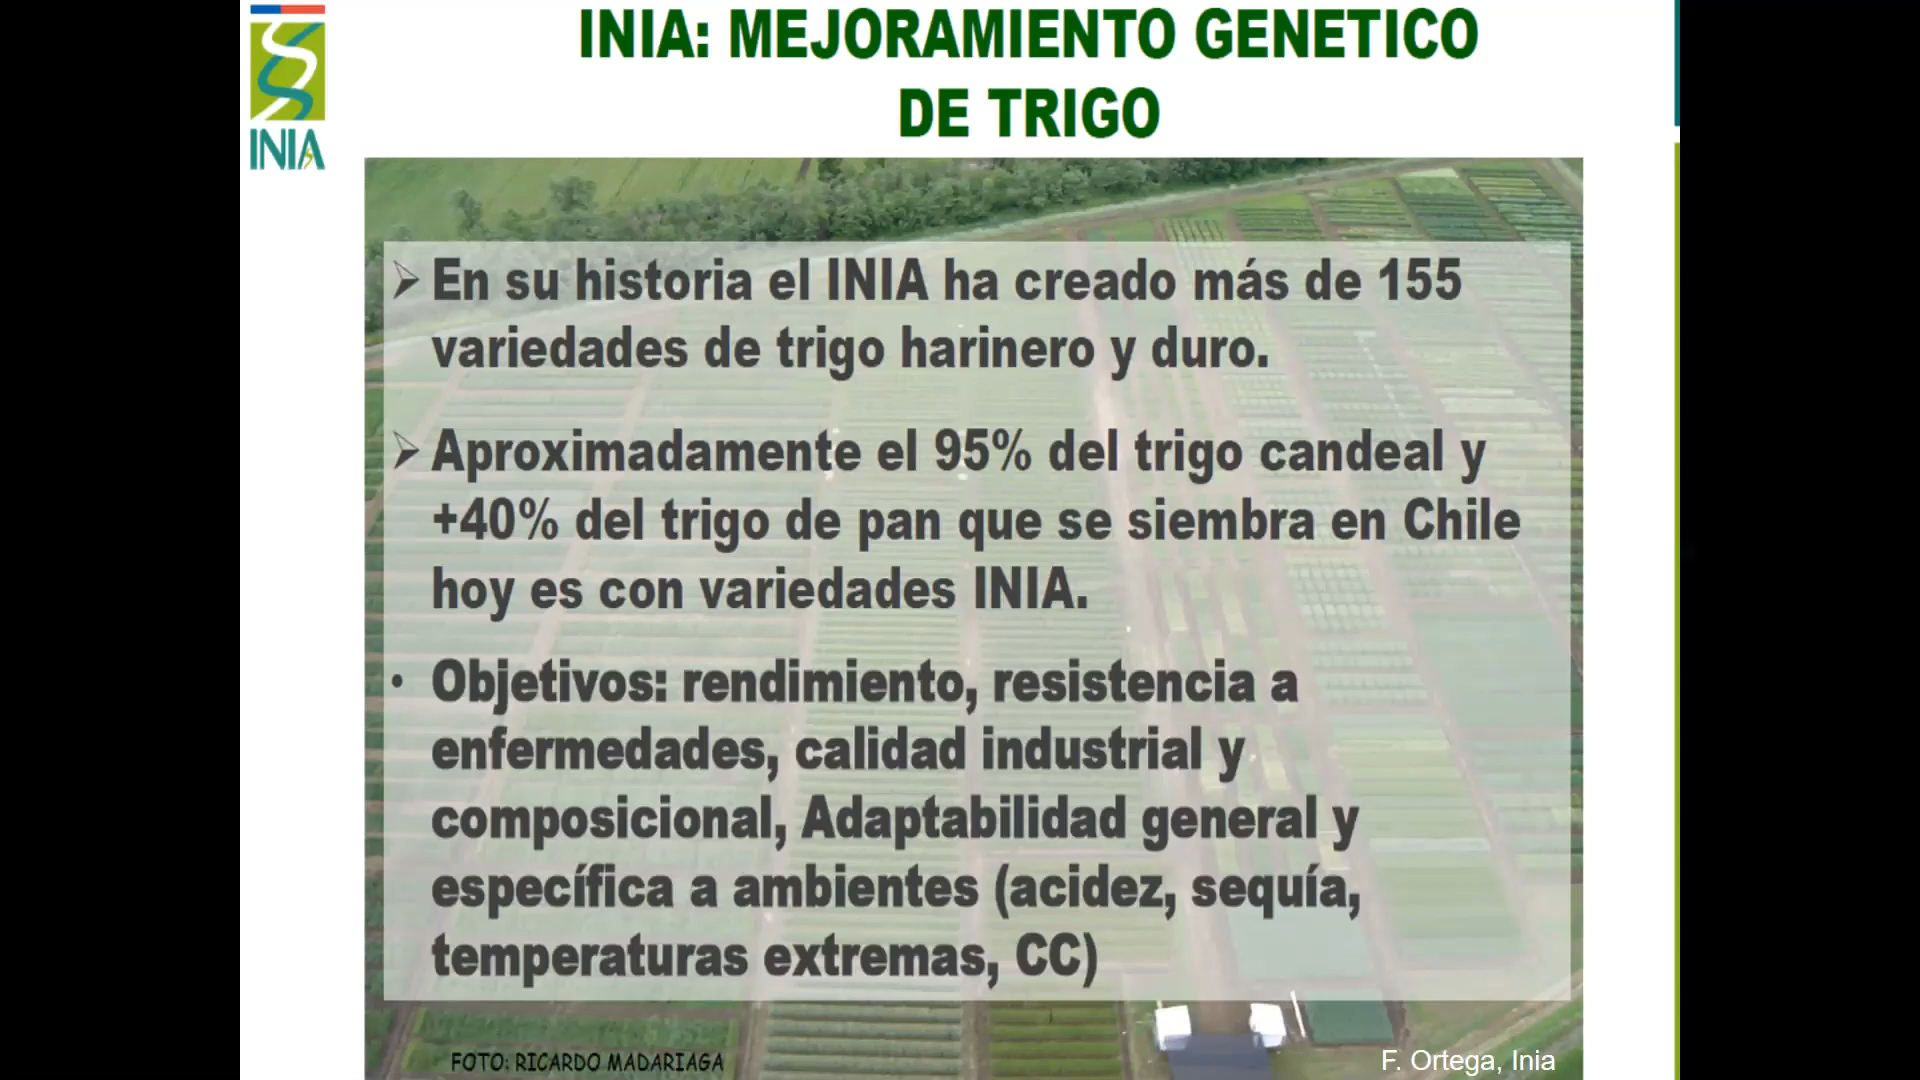 INIA: MEJORAMIENTO GENETICO
DE TRIGO
INIA
➢ En su historia el INIA ha creado más de 155
variedades de trigo harinero y duro.
➢ Aproximadamente el 95% del trigo candeal y
+40% del trigo de pan que se siembra en Chile
hoy es con variedades INIA.
• Objetivos: rendimiento, resistencia a
enfermedades, calidad industrial y
composicional, Adaptabilidad general y
específica a ambientes (acidez, sequía,
temperaturas extremas, CC)
FOTO: RICARDO MADARIAGA
F. Ortega, Inia